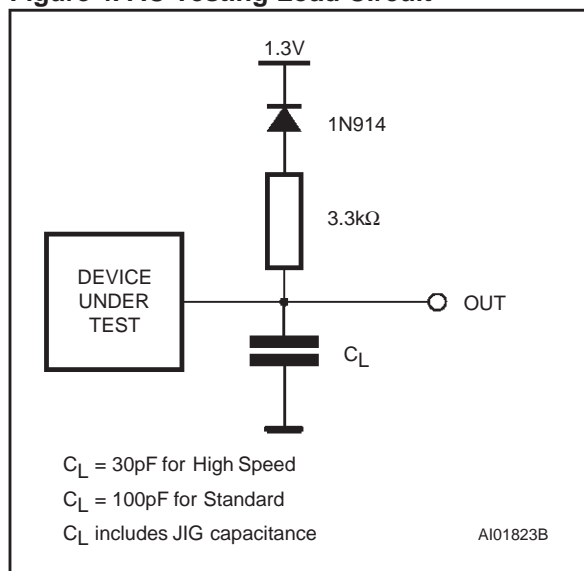 Figure 4. AC Testing Load Circuit
1.3V
1N914
3.3kΩ
DEVICE
UNDER
TEST
OUT
CL
CL = 30pF for High Speed
CL = 100pF for Standard
CL includes JIG capacitance
AI01823B